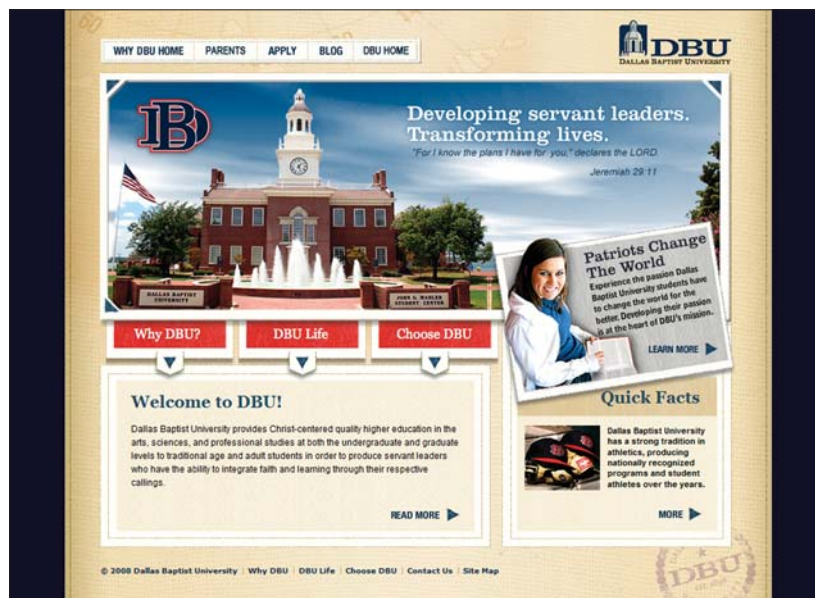 60
WHY DBU HOME
PARENTS
APPLY
BLOG
DBU HOME
DBU
DALLAS BAPTIST UNIVERSITY
DB
Developing servant leaders.
Transforming lives.
"For I know the plans I have for you," declares the LORD.
Jeremiah 29:11
DALLAS BAPTIST
UNIVERSITY
JOHN G. MAHLER
STUDENT CENTER
Patriots Change
The World
Experience the passion Dallas
Baptist University students have
to change the world for the
better. Developing their passion
is at the heart of DBU's mission.
LEARN MORE
Why DBU?
DBU Life
Choose DBU
Welcome to DBU!
Dallas Baptist University provides Christ-centered quality higher education in the
arts, sciences, and professional studies at both the undergraduate and graduate
levels to traditional age and adult students in order to produce servant leaders
who have the ability to integrate faith and learning through their respective
callings.
READ MORE
Quick Facts
Dallas Baptist University
has a strong tradition in
athletics, producing
nationally recognized
programs and student
athletes over the years.
MORE
© 2008 Dallas Baptist University | Why DBU | DBU Life | Choose DBU | Contact Us | Site Map
DBU